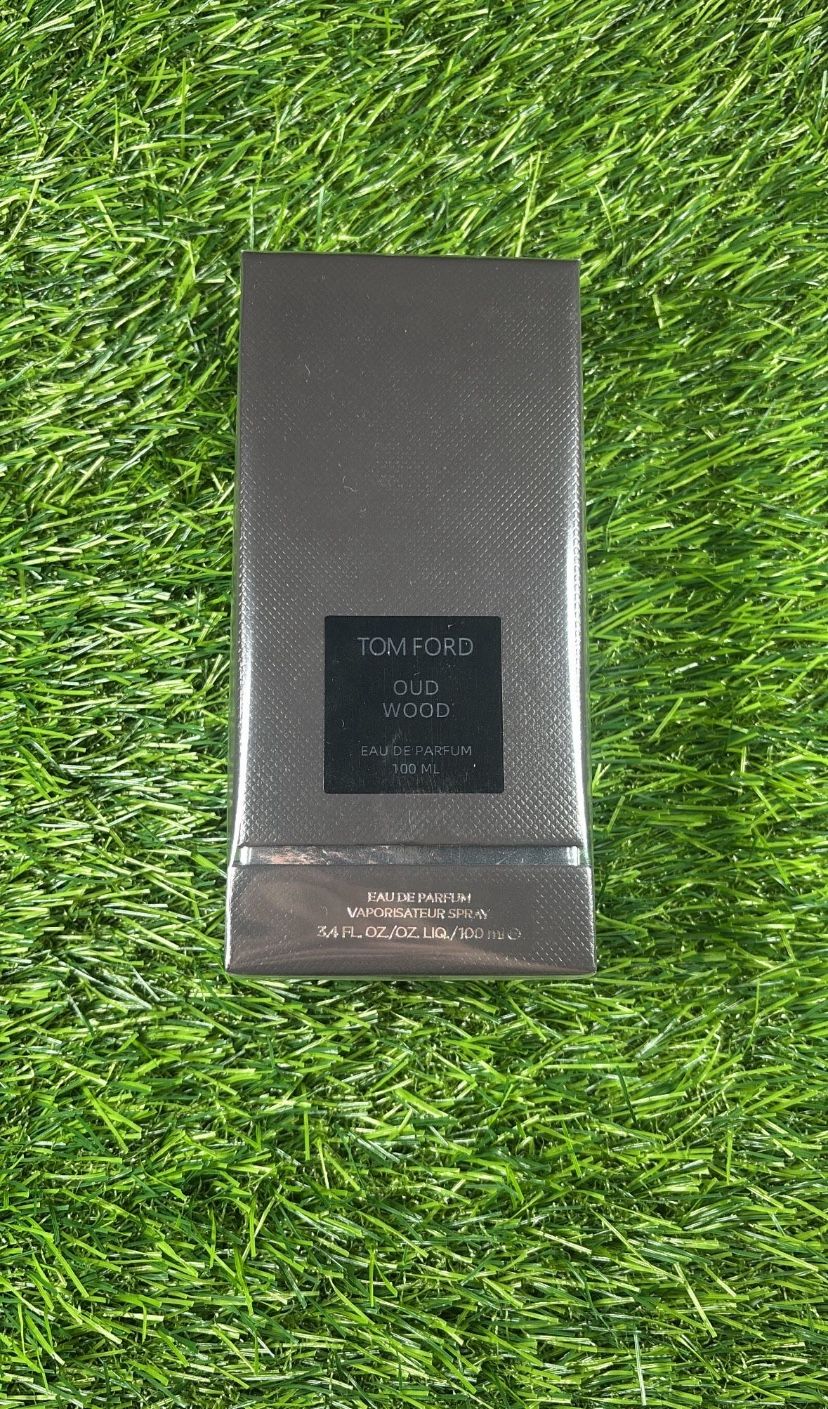 TOM FORD
OUD
WOOD
EAU DE PARFUM
100 ML
EAU DE PARFUM
VAPORISATEUR SPRAY
3,4 FL. OZ./OZ. LIQ./100 ml ℮